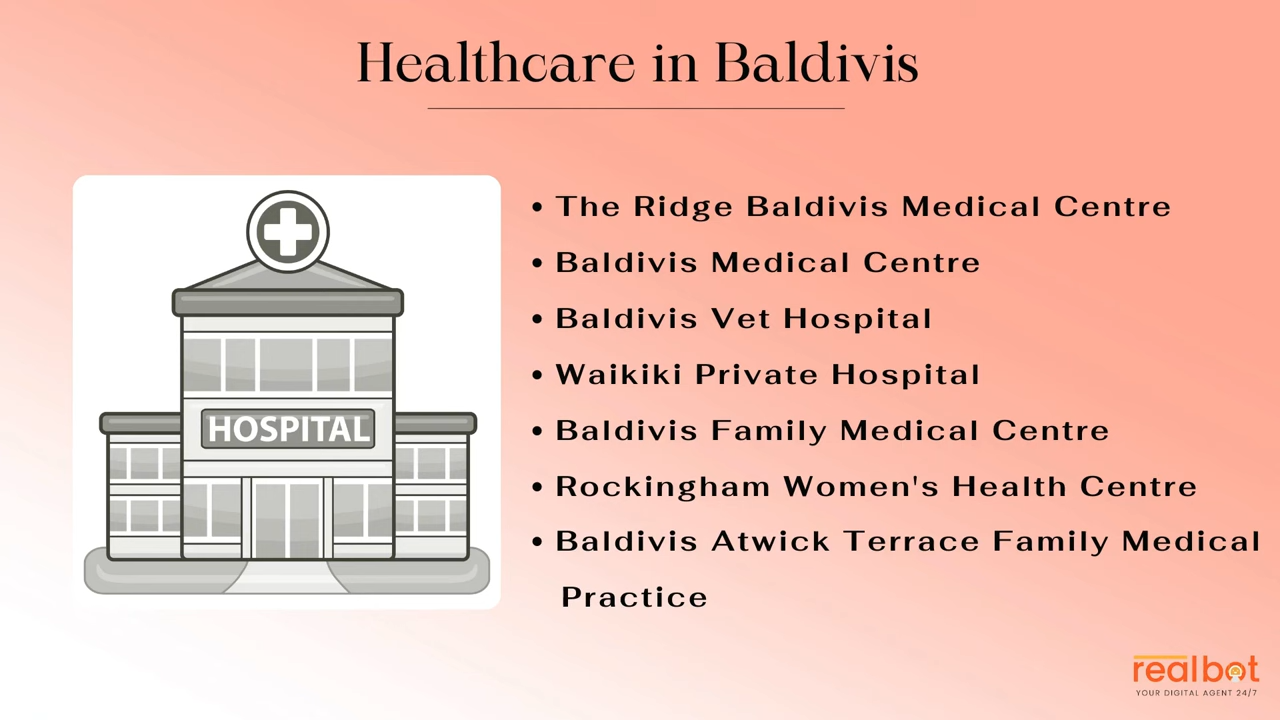 Healthcare in Baldivis
HOSPITAL
• The Ridge Baldivis Medical Centre
• Baldivis Medical Centre
• Baldivis Vet Hospital
• Waikiki Private Hospital
• Baldivis Family Medical Centre
• Rockingham Women's Health Centre
• Baldivis Atwick Terrace Family Medical
Practice
realbot
YOUR DIGITAL AGENT 24/7